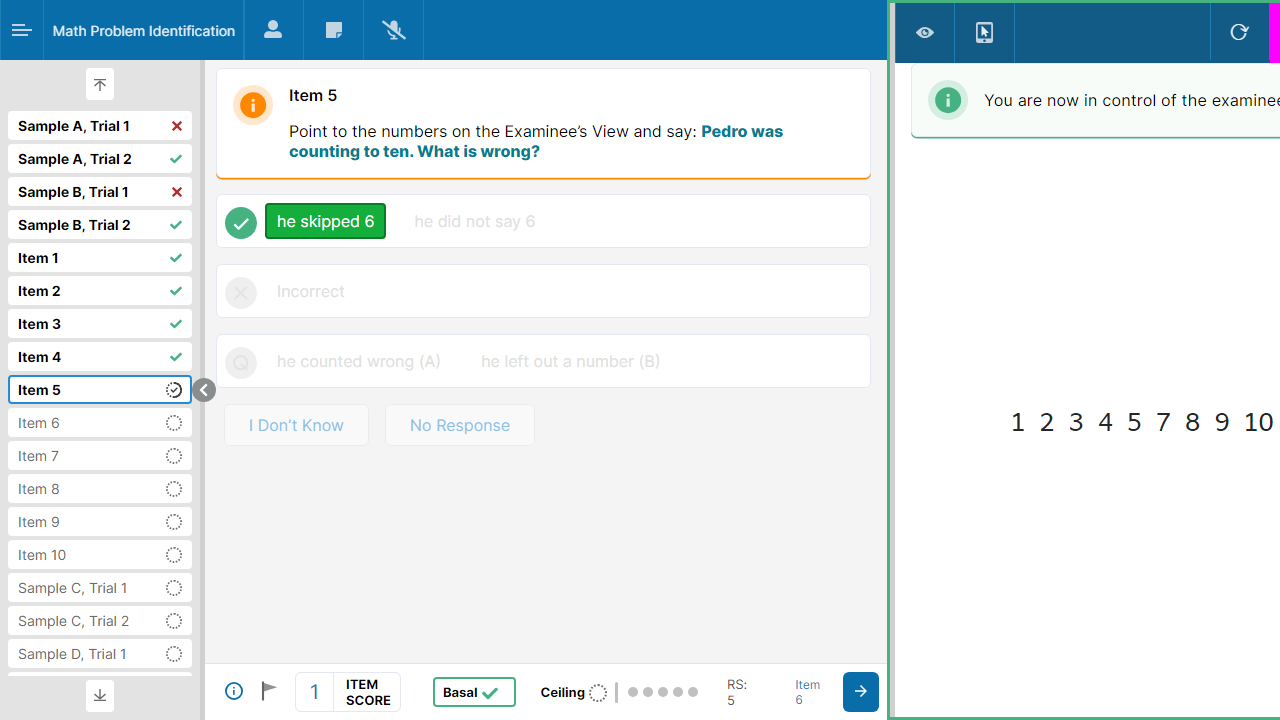 Math Problem Identification
Sample A, Trial 1
Sample A, Trial 2
Sample B, Trial 1
Sample B, Trial 2
Item 1
Item 2
Item 3
Item 4
Item 5
Item 6
Item 7
Item 8
Item 9
Item 10
Sample C, Trial 1
Sample C, Trial 2
Sample D, Trial 1
Item 5
Point to the numbers on the Examinee’s View and say: Pedro was
counting to ten. What is wrong?
he skipped 6 he did not say 6
Incorrect
Q he counted wrong (A) he left out a number (B)
I Don’t Know No Response
1 ITEM
SCORE
Basal
Ceiling
RS:
5
Item
6
You are now in control of the examinee
1 2 3 4 5 7 8 9 10